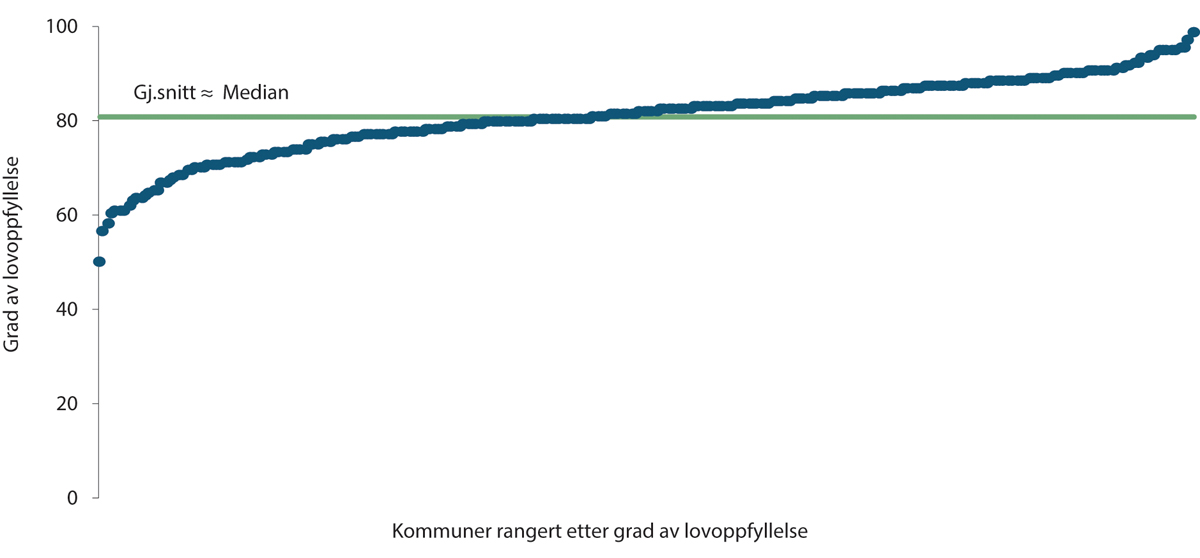 100
Gj.snitt ≈ Median
80
60
40
20
0
Grad av lovoppfyllelse
Kommuner rangert etter grad av lovoppfyllelse